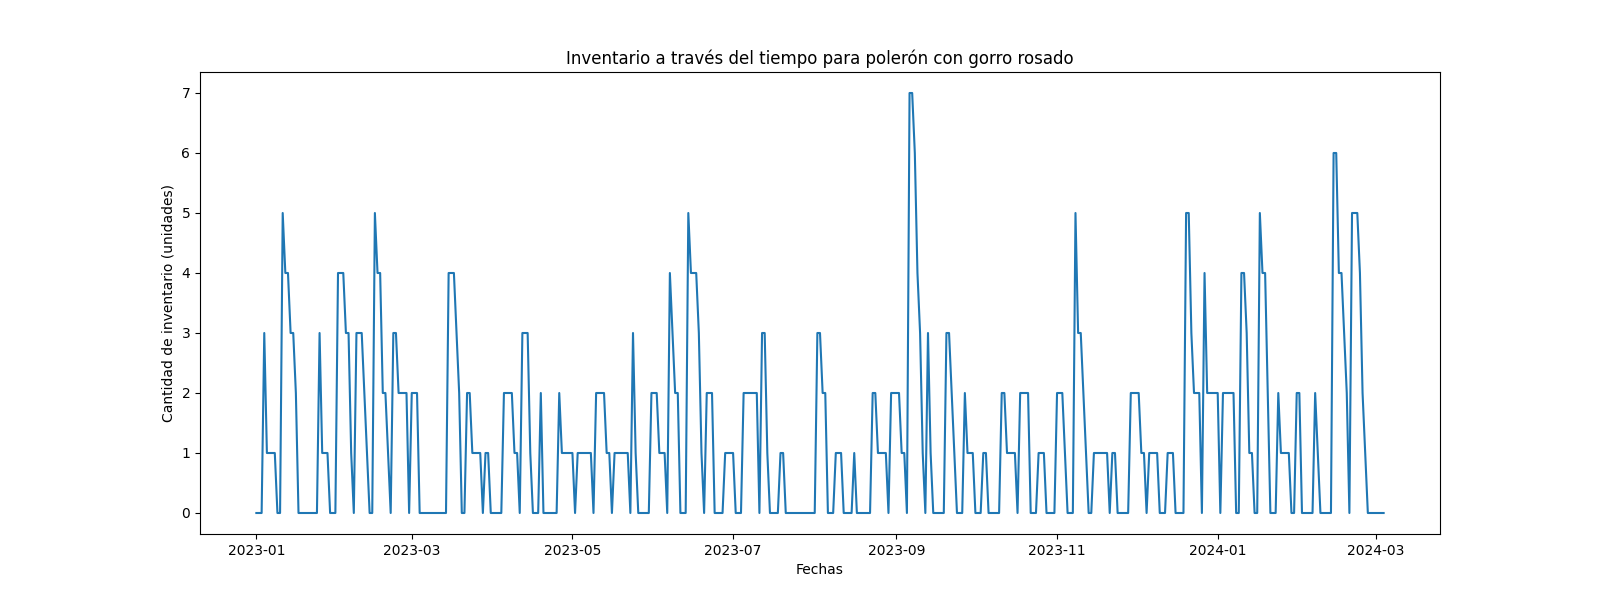 Inventario a través del tiempo para polerón con gorro rosado
Cantidad de inventario (unidades)
7
6
5
4
3
2
1
0
2023-01 2023-03 2023-05 2023-07 2023-09 2023-11 2024-01 2024-03
Fechas